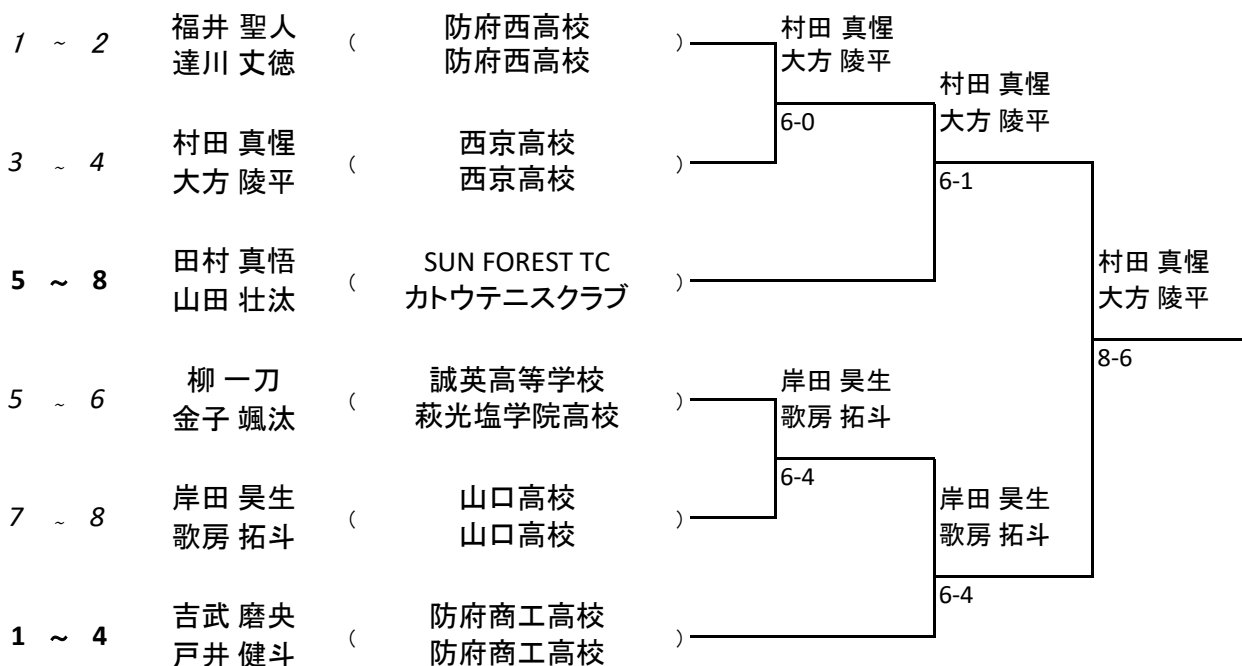 1 ~ 2 福井 聖人 ( 防府西高校 )
達川 丈徳 防府西高校
村田 真惺
大方 陵平
村田 真惺
大方 陵平
6-0
3 ~ 4 村田 真惺 ( 西京高校 )
大方 陵平 西京高校
6-1
5 ~ 8 田村 真悟 ( SUN FOREST TC )
山田 壮汰 カトウテニスクラブ
村田 真惺
大方 陵平
8-6
5 ~ 6 柳 一刀 ( 誠英高等学校 )
金子 颯汰 萩光塩学院高校
岸田 昊生
歌房 拓斗
6-4
7 ~ 8 岸田 昊生 ( 山口高校 )
歌房 拓斗 山口高校
岸田 昊生
歌房 拓斗
6-4
1 ~ 4 吉武 磨央 ( 防府商工高校 )
戸井 健斗 防府商工高校